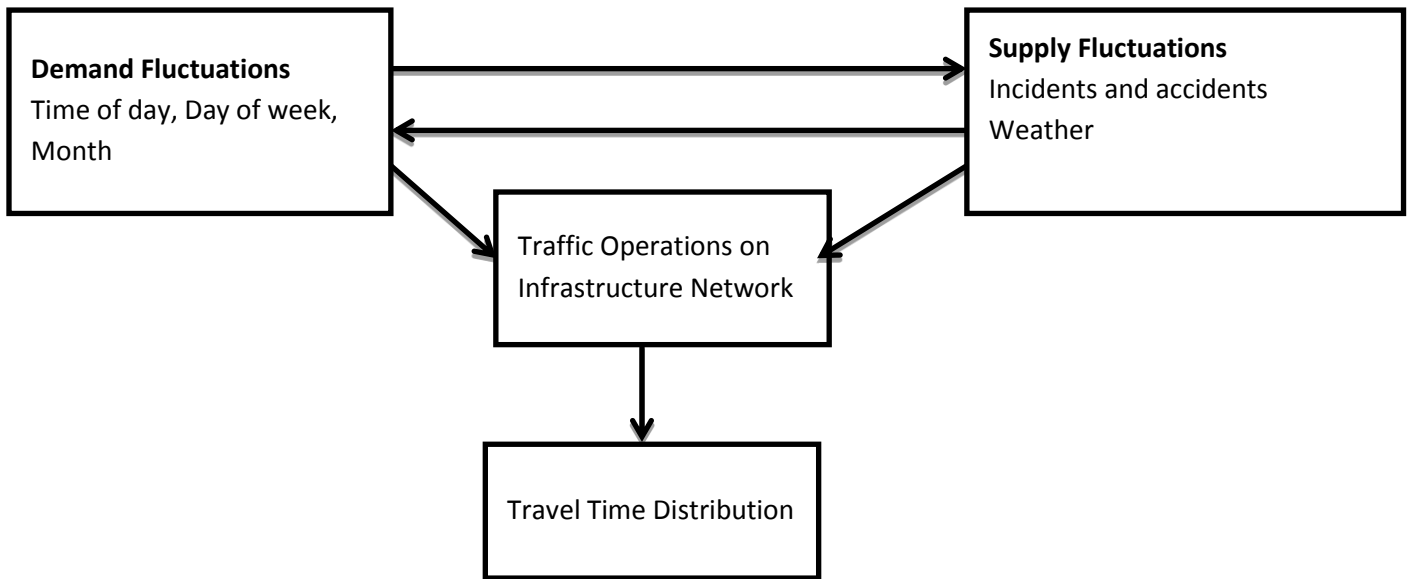 Demand Fluctuations
Time of day, Day of week,
Month
Supply Fluctuations
Incidents and accidents
Weather
Traffic Operations on
Infrastructure Network
Travel Time Distribution